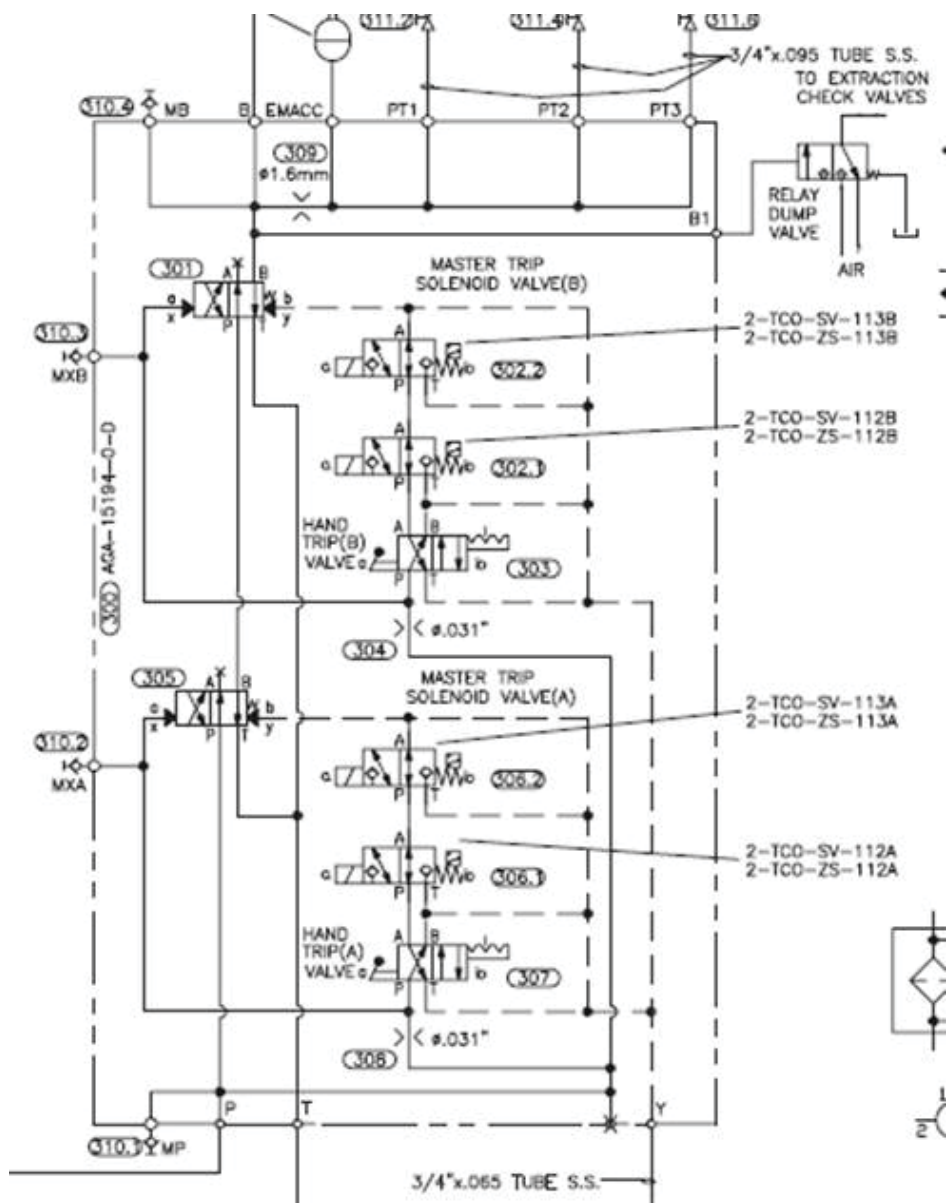 311.2
311.4
311.6
3/4"x.095 TUBE S.S.
TO EXTRACTION
CHECK VALVES
310.4
MB
B
EMACC
PT1
PT2
PT3
309
ø1.6mm
B1
RELAY
DUMP
VALVE
AIR
301
A
B
a
x
P
T
b
y
MASTER TRIP
SOLENOID VALVE(B)
310.3
MXB
2-TCO-SV-113B
2-TCO-ZS-113B
A
a
P
T
b
302.2
2-TCO-SV-112B
2-TCO-ZS-112B
A
a
P
T
b
302.1
300
AGA-15194-0-D
HAND
TRIP(B)
VALVE
a
A
B
P
T
b
303
304
ø.031"
305
A
B
a
x
P
T
b
y
MASTER TRIP
SOLENOID VALVE(A)
310.2
MXA
2-TCO-SV-113A
2-TCO-ZS-113A
A
a
P
T
b
306.2
2-TCO-SV-112A
2-TCO-ZS-112A
A
a
P
T
b
306.1
HAND
TRIP(A)
VALVE
a
A
B
P
T
b
307
308
ø.031"
P
T
Y
310.1
MP
3/4"x.065 TUBE S.S.
2